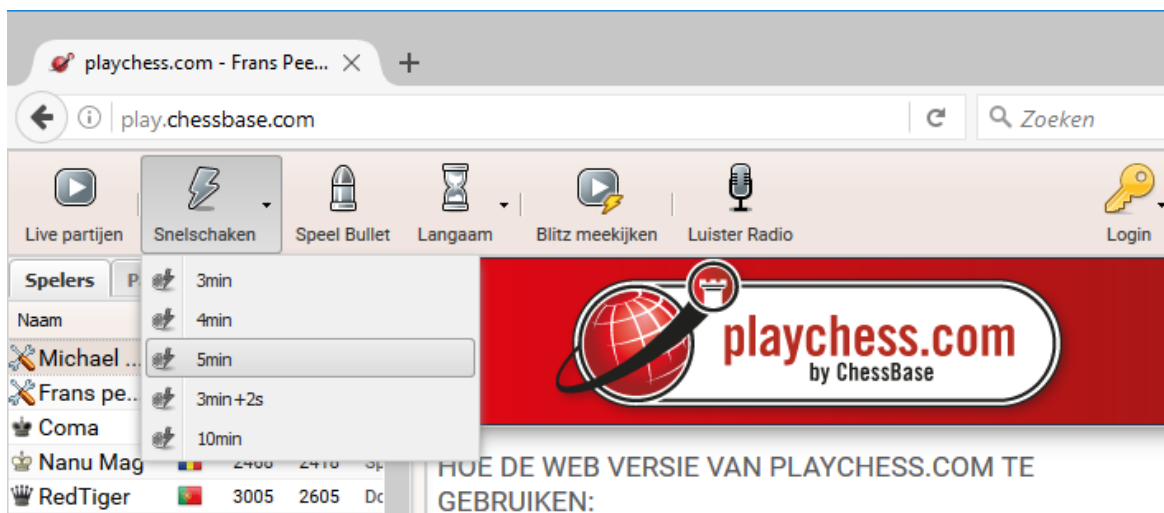 playchess.com - Frans Pee...
play.chessbase.com
Zoeken
Live partijen
Snelschaken
Speel Bullet
Langaam
Blitz meekijken
Luister Radio
Login
Spelers
Naam
Michael ...
Frans pe...
Coma
Nanu Mag
RedTiger 3005 2605
3min
4min
5min
3min+2s
10min
playchess.com
by ChessBase
HOE DE WEB VERSIE VAN PLAYCHESS.COM TE
GEBRUIKEN: